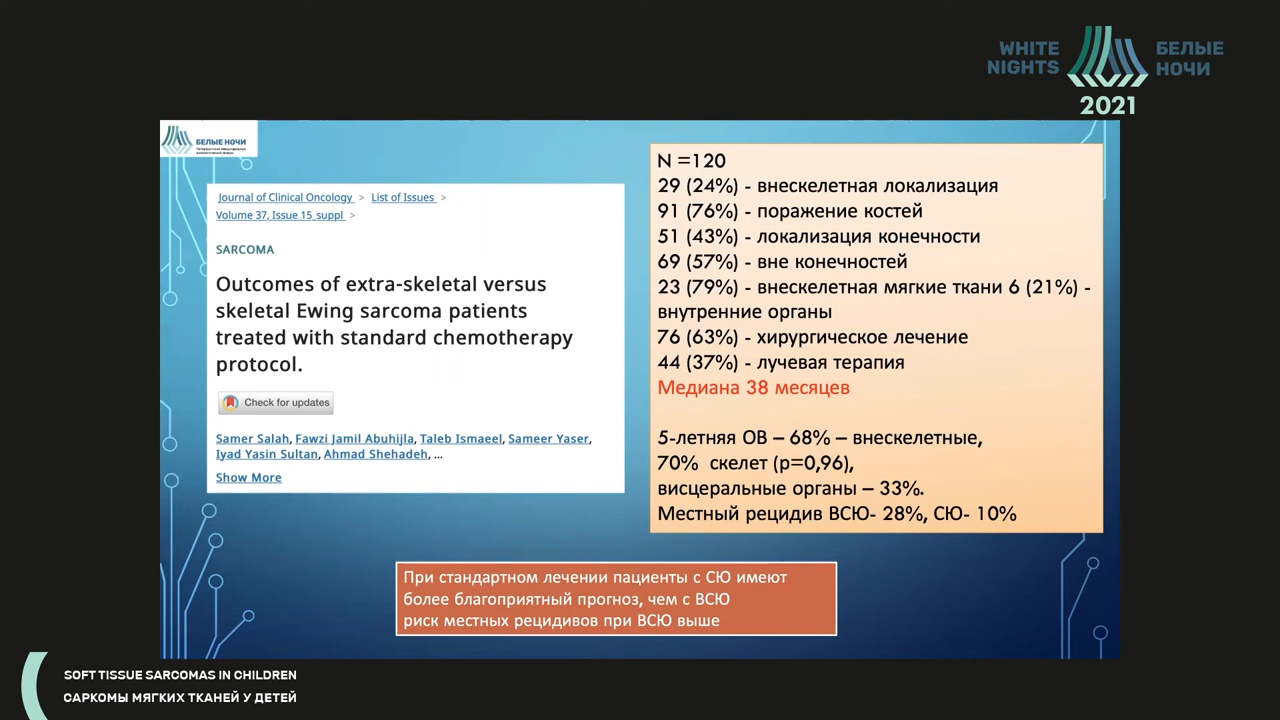 WHITE NIGHTS
БЕЛЫЕ НОЧИ
2021
БЕЛЫЕ НОЧИ
Journal of Clinical Oncology > List of Issues >
Volume 37, Issue 15_suppl >
SARCOMA
Outcomes of extra-skeletal versus
skeletal Ewing sarcoma patients
treated with standard chemotherapy
protocol.
Check for updates
Samer Salah, Fawzi Jamil Abuhijla, Taleb Ismaeel, Sameer Yaser,
Iyad Yasin Sultan, Ahmad Shehadeh, ...
Show More
N =120
29 (24%) - внескелетная локализация
91 (76%) - поражение костей
51 (43%) - локализация конечности
69 (57%) - вне конечностей
23 (79%) - внескелетная мягкие ткани 6 (21%) -
внутренние органы
76 (63%) - хирургическое лечение
44 (37%) - лучевая терапия
Медиана 38 месяцев
5-летняя ОВ – 68% – внескелетные,
70% скелет (p=0,96),
висцеральные органы – 33%.
Местный рецидив ВСЮ- 28%, СЮ- 10%
При стандартном лечении пациенты с СЮ имеют
более благоприятный прогноз, чем с ВСЮ
риск местных рецидивов при ВСЮ выше
SOFT TISSUE SARCOMAS IN CHILDREN
САРКОМЫ МЯГКИХ ТКАНЕЙ У ДЕТЕЙ